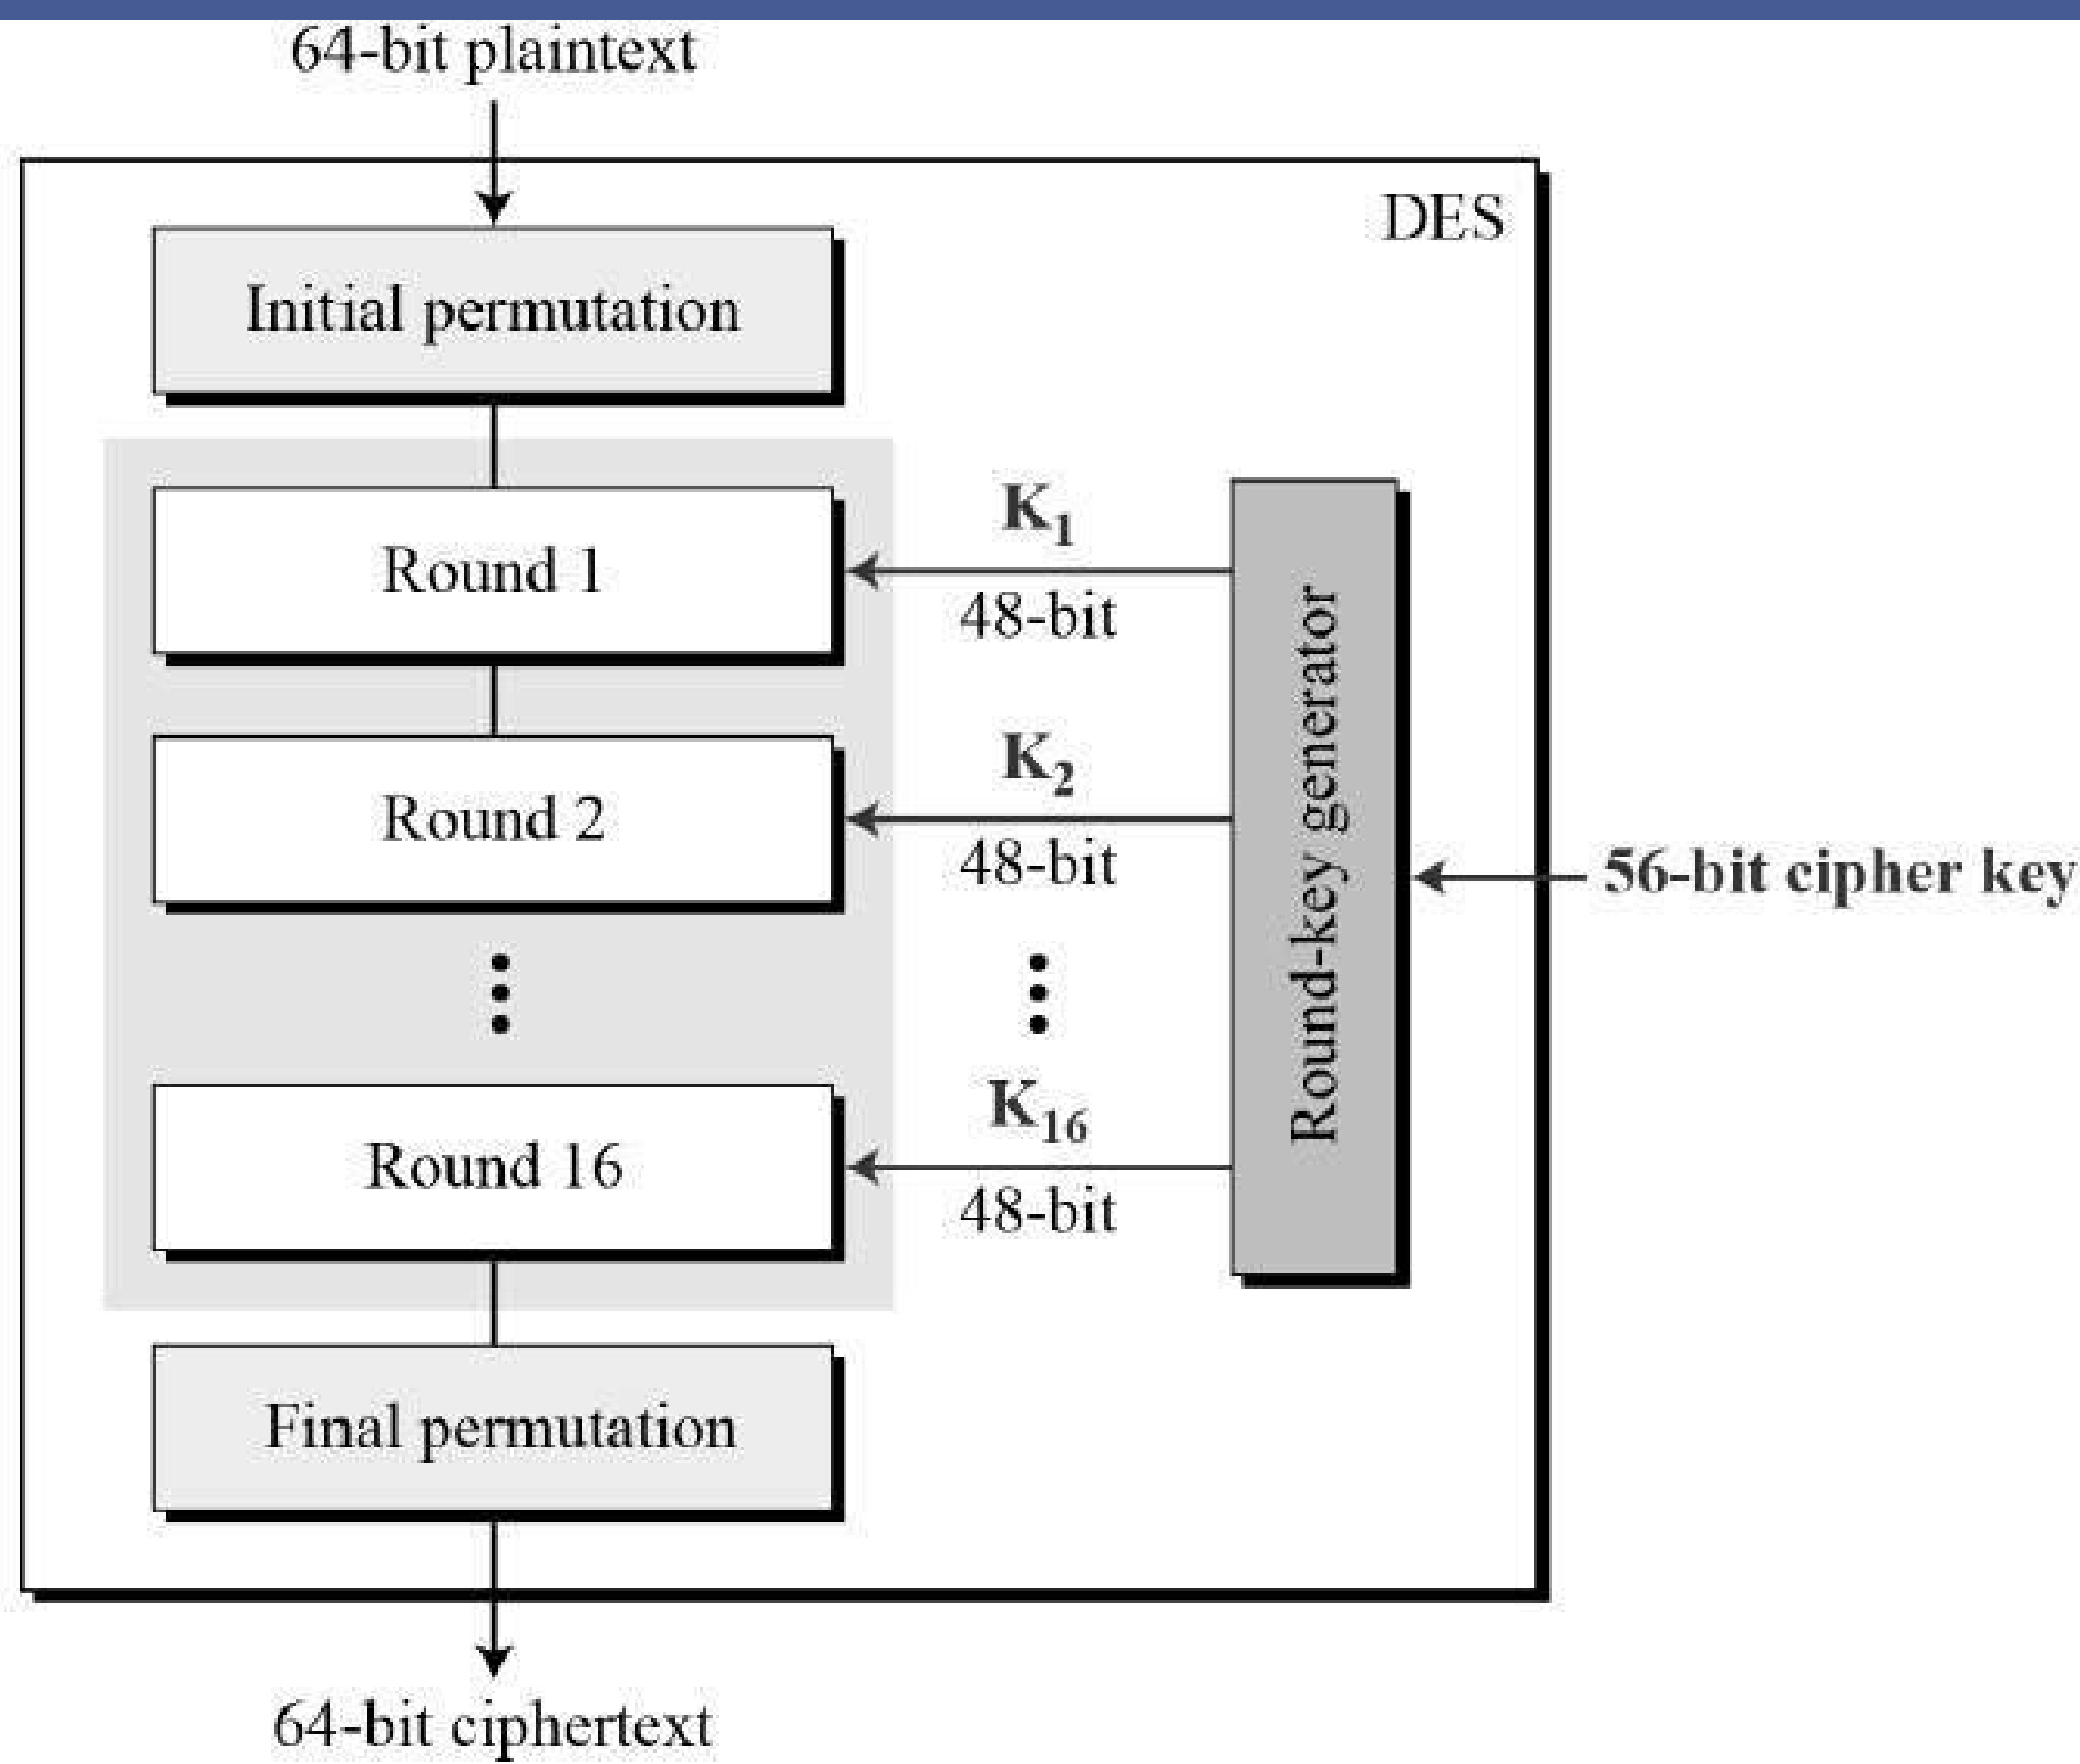 64-bit plaintext
DES
Initial permutation
Round 1
K1
48-bit
Round 2
K2
48-bit
Round-key generator
56-bit cipher key
Round 16
K16
48-bit
Final permutation
64-bit ciphertext